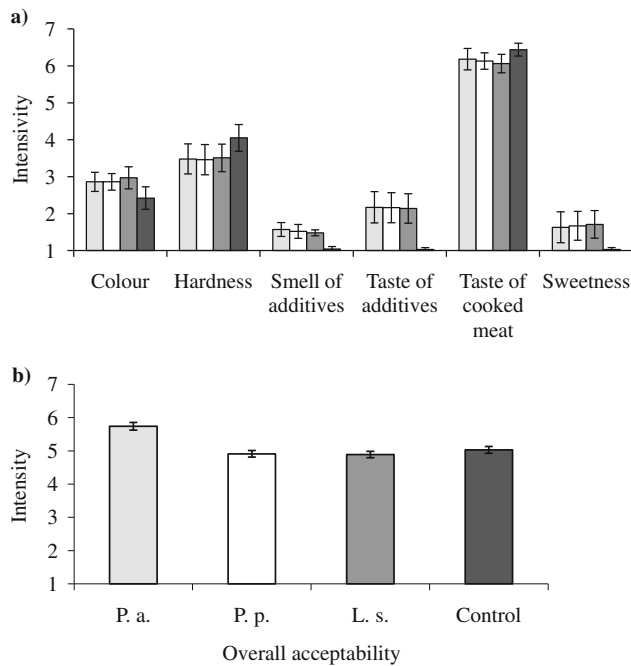 a)
7
6
5
4
3
2
1
Intensivity
Colour Hardness Smell of additives Taste of additives Taste of cooked meat Sweetness
b)
7
6
5
4
3
2
1
Intensity
P. a. P. p. L. s. Control
Overall acceptability